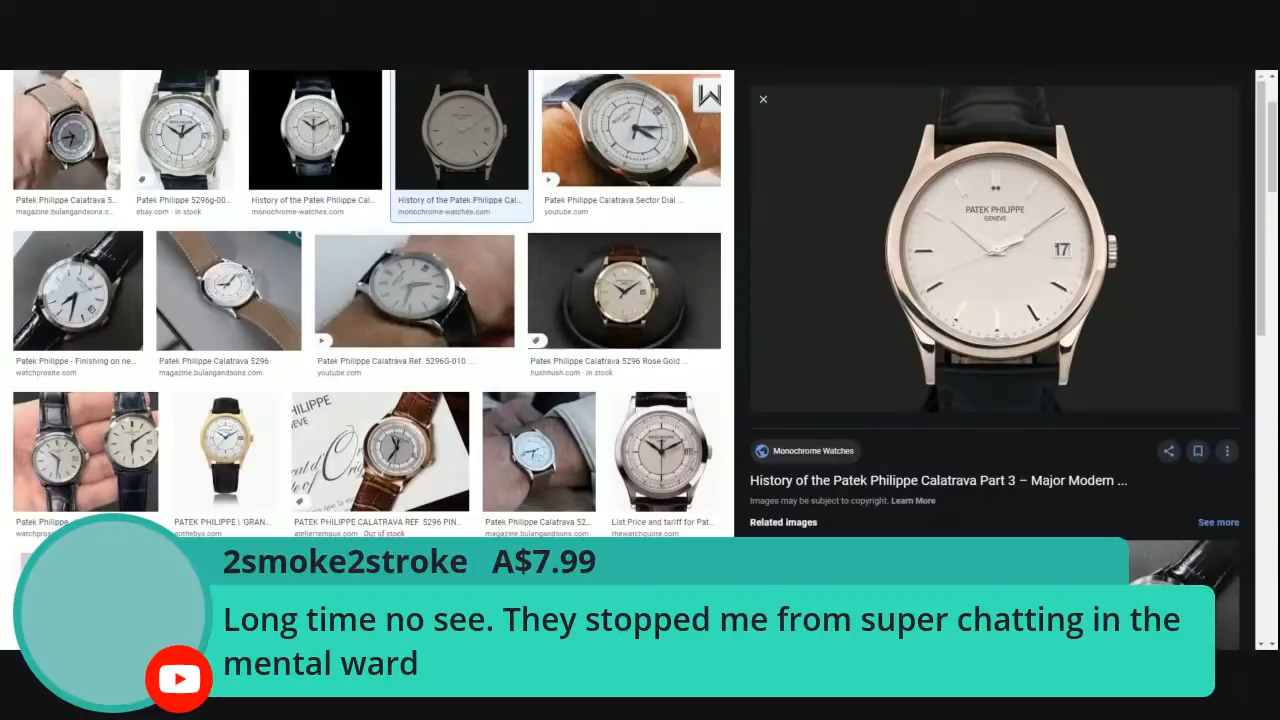 Patek Philippe Calatrava 5...
magazine.bulangandsons.c...
Patek Philippe 5296g-00...
ebay.com · In stock
History of the Patek Philippe Cal...
monochrome-watches.com
History of the Patek Philippe Cal...
monochrome-watches.com
Patek Philippe Calatrava Sector Dial ...
youtube.com
Patek Philippe - Finishing on ne...
watchprosite.com
Patek Philippe Calatrava 5296
magazine.bulangandsons.com
Patek Philippe Calatrava Ref. 5296G-010 ...
youtube.com
Patek Philippe Calatrava 5296 Rose Gold ...
hushhush.com · In stock
Patek Philippe
PATEK PHILIPPE | 'GRAN...
sothebys.com
PATEK PHILIPPE CALATRAVA REF. 5296 PIN...
ateliertempus.com · Out of stock
Patek Philippe Calatrava 52...
magazine.bulangandsons.com
List Price and tariff for Pat...
thewatchquote.com
PATEK PHILIPPE
GENEVE
17
Monochrome Watches
History of the Patek Philippe Calatrava Part 3 – Major Modern ...
Images may be subject to copyright. Learn More
Related images
See more
2smoke2stroke A$7.99
Long time no see. They stopped me from super chatting in the
mental ward